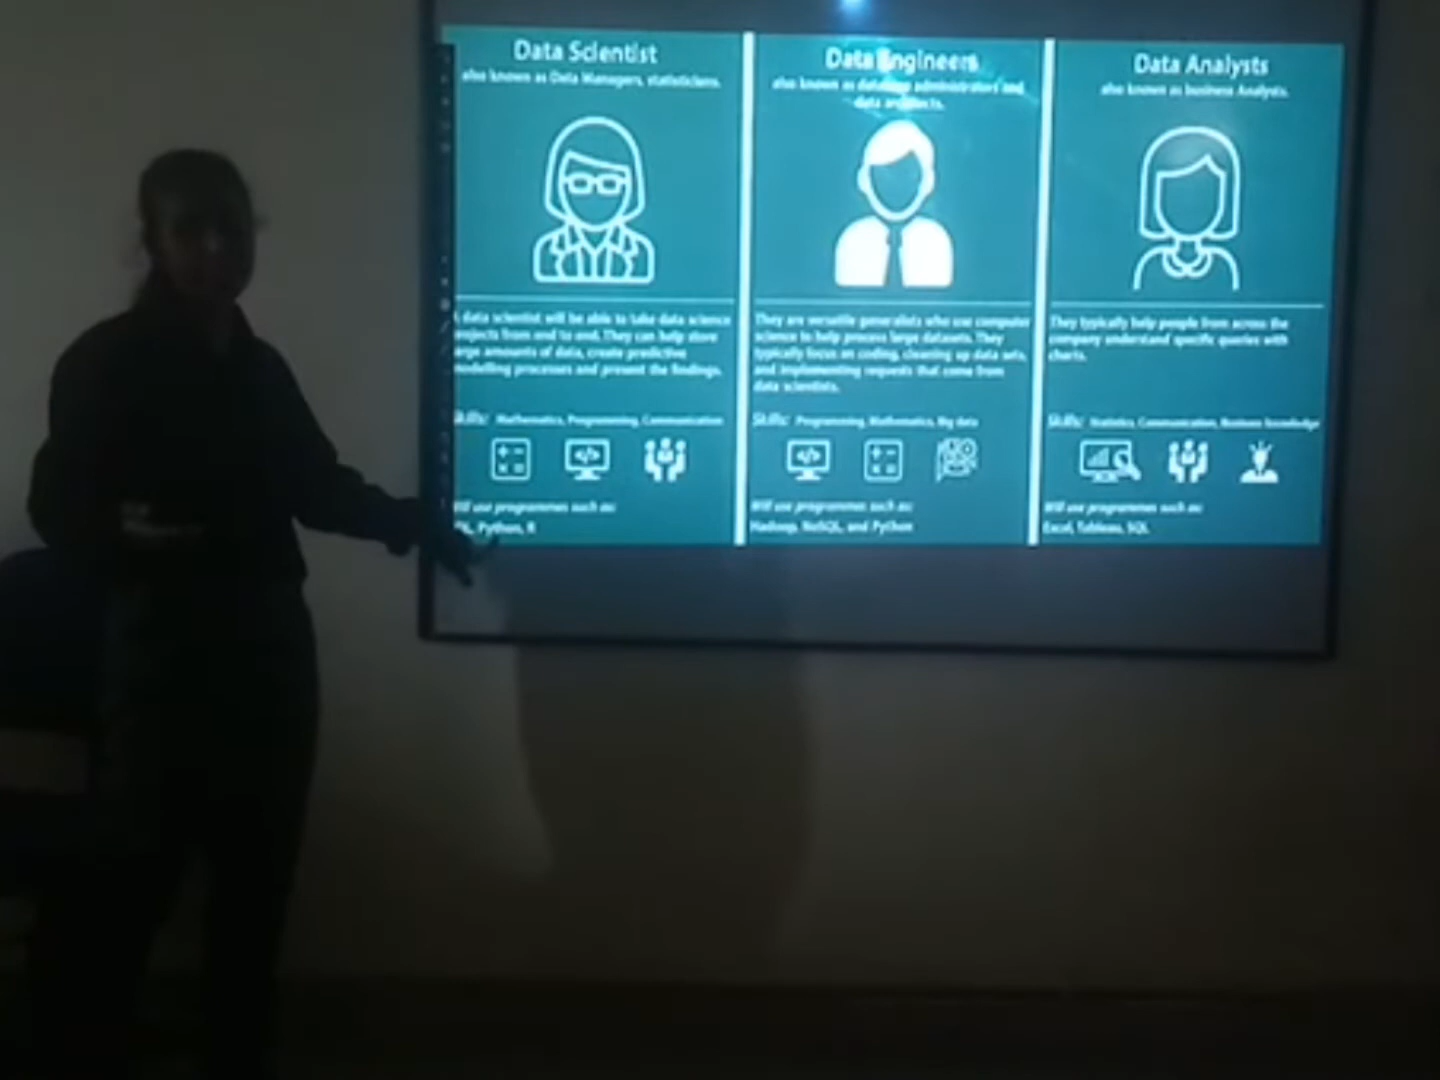 Data Scientist
also known as Data Managers, statisticians.
data scientist will be able to take data science
from end to end. They can help store
amounts of data, create predictive
modelling processes and present the findings.
Skills: Mathematics, Programming, Communication
</>
Will use programmes such as:
Python, R
Data Engineers
also known as database administrators and
data architects.
They are versatile generalists who use computer
science to help process large datasets. They
typically focus on coding, cleaning up data sets,
and implementing requests that come from
data scientists.
Skills: Programming, Mathematics, Big data
</>
Will use programmes such as:
Hadoop, NoSQL, and Python
Data Analysts
also known as business Analysts.
They typically help people from across the
company understand specific queries with
charts.
Skills: Statistics, Communication, Business knowledge
Will use programmes such as:
Excel, Tableau, SQL